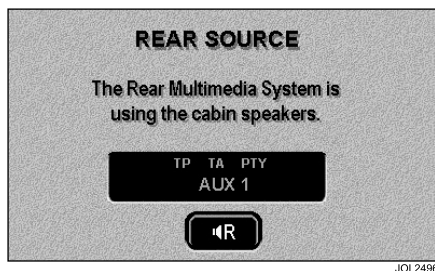 REAR SOURCE
The Rear Multimedia System is
using the cabin speakers.
TP TA PTY
AUX 1
R
JOL2496